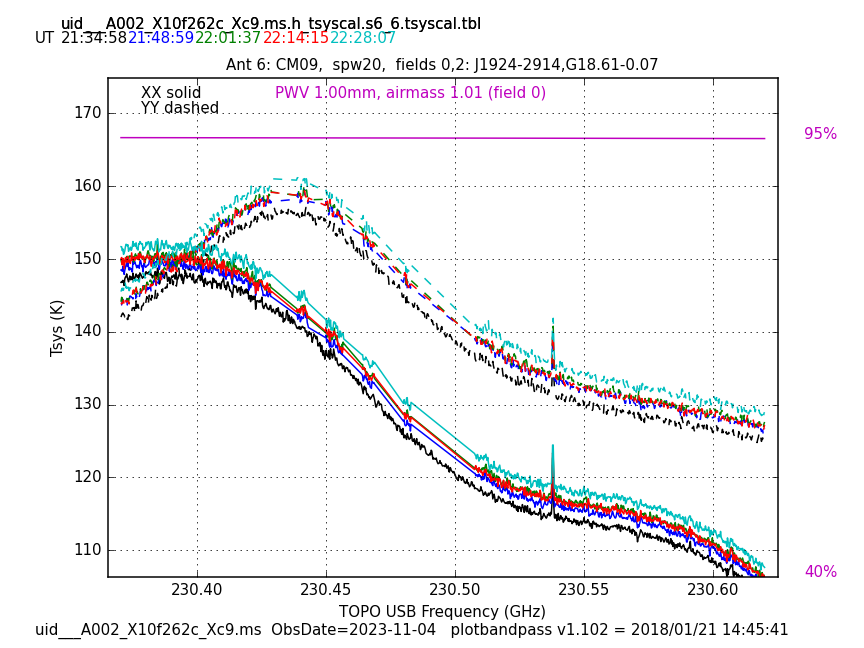 uid___A002_X10f262c_Xc9.ms.h_tsyscal.s6_6.tsyscal.tbl
UT 21:34:58 21:48:59 22:01:37 22:14:15 22:28:07
Ant 6: CM09,  spw20,  fields 0,2: J1924-2914,G18.61-0.07
XX solid
YY dashed
PWV 1.00mm, airmass 1.01 (field 0)
95%
40%
170
160
150
140
130
120
110
Tsys (K)
230.40 230.45 230.50 230.55 230.60
TOPO USB Frequency (GHz)
uid___A002_X10f262c_Xc9.ms  ObsDate=2023-11-04   plotbandpass v1.102 = 2018/01/21 14:45:41